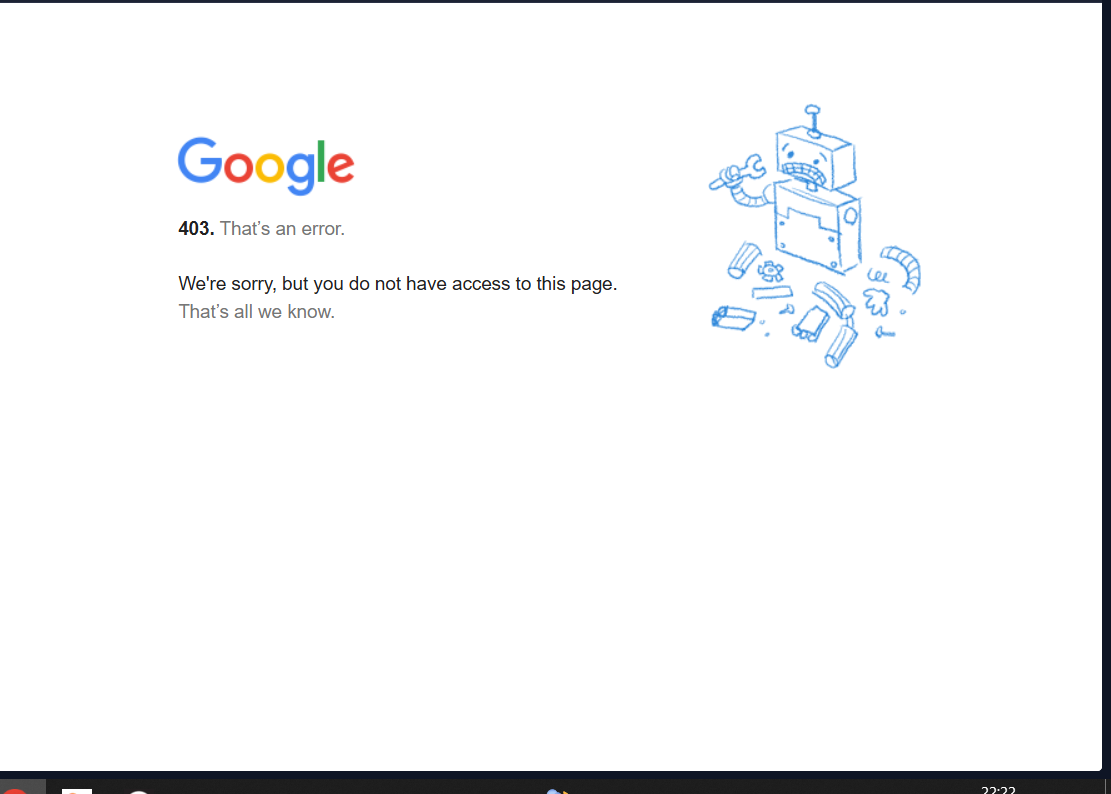 Google
403. That’s an error.
We're sorry, but you do not have access to this page.
That’s all we know.
22:22